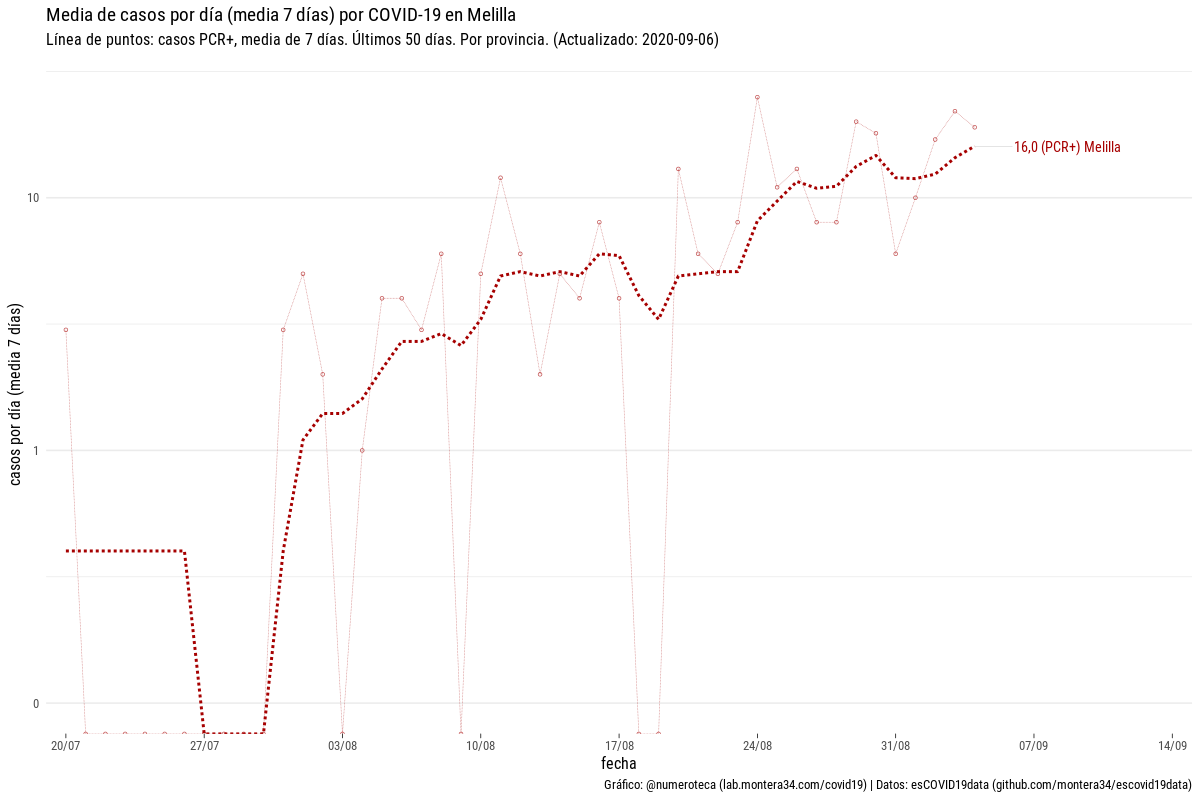 Media de casos por día (media 7 días) por COVID-19 en Melilla
Línea de puntos: casos PCR+, media de 7 días. Últimos 50 días. Por provincia. (Actualizado: 2020-09-06)
casos por día (media 7 días)
10
1
0
16,0 (PCR+) Melilla
20/07 27/07 03/08 10/08 17/08 24/08 31/08 07/09 14/09
fecha
Gráfico: @numeroteca (lab.montera34.com/covid19) | Datos: esCOVID19data (github.com/montera34/escovid19data)